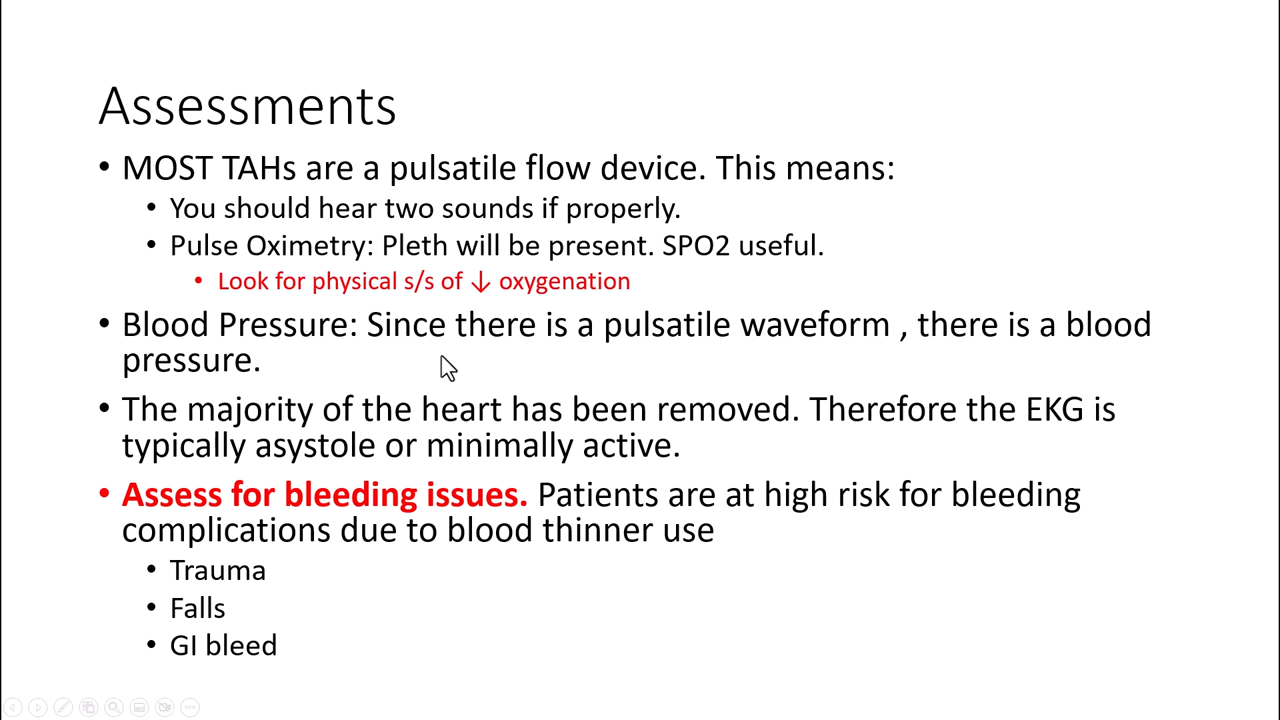 Assessments
• MOST TAHs are a pulsatile flow device. This means:
• You should hear two sounds if properly.
• Pulse Oximetry: Pleth will be present. SPO2 useful.
• Look for physical s/s of ↓ oxygenation
• Blood Pressure: Since there is a pulsatile waveform , there is a blood
pressure.
• The majority of the heart has been removed. Therefore the EKG is
typically asystole or minimally active.
• Assess for bleeding issues. Patients are at high risk for bleeding
complications due to blood thinner use
• Trauma
• Falls
• GI bleed